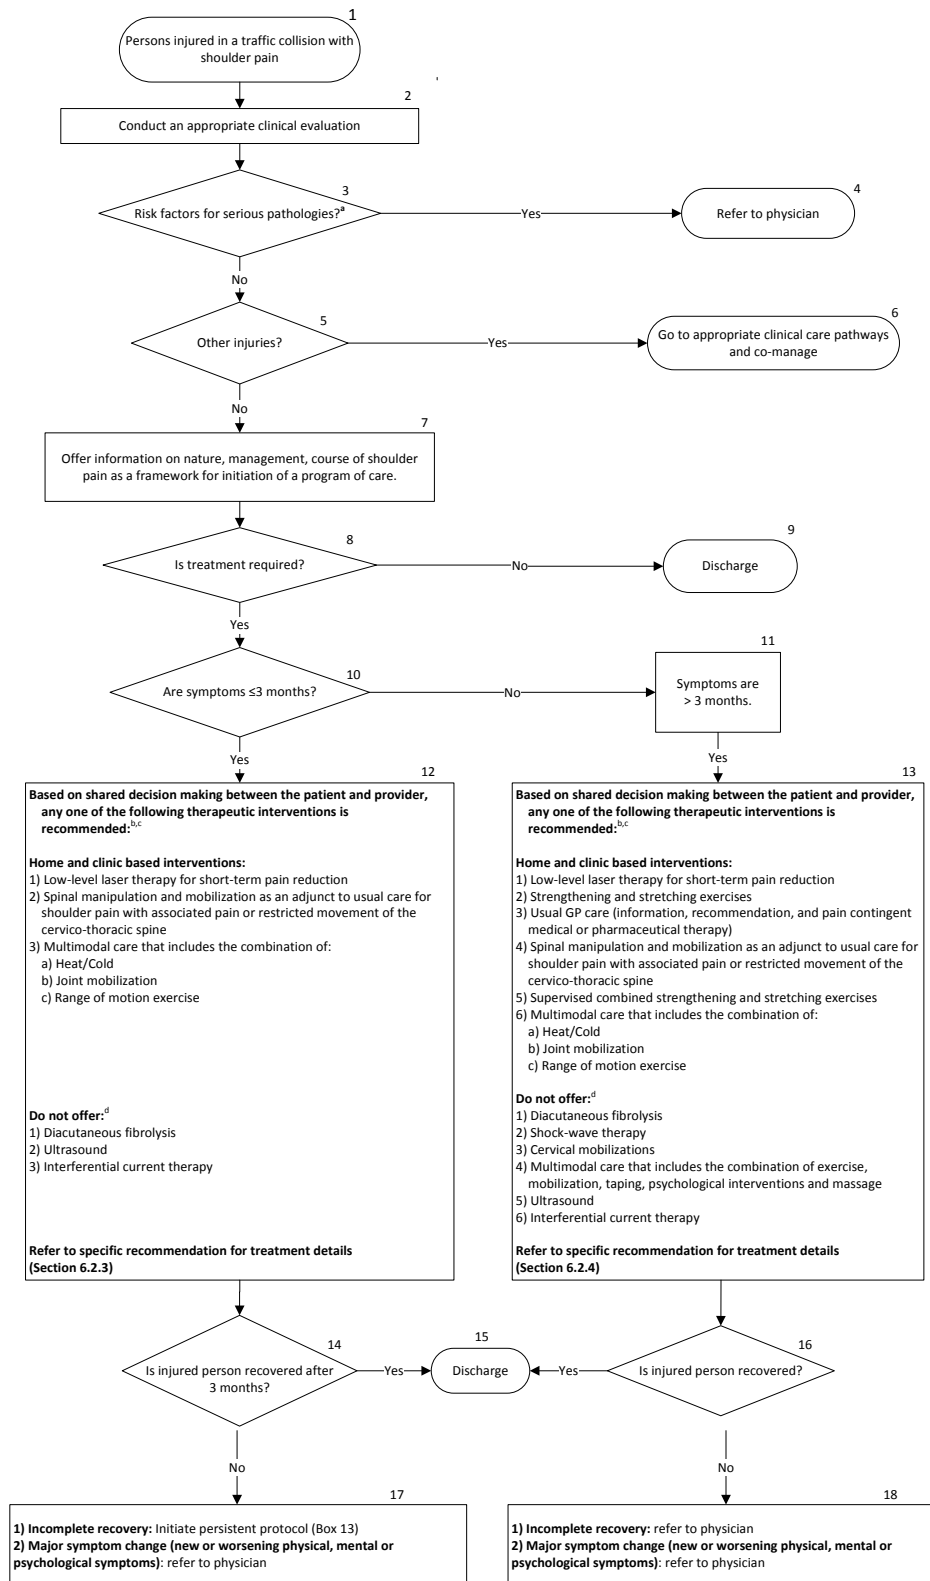 1
Persons injured in a traffic collision with
shoulder pain
2
Conduct an appropriate clinical evaluation
3
Risk factors for serious pathologies?a
Yes
4
Refer to physician
No
5
Other injuries?
Yes
6
Go to appropriate clinical care pathways
and co-manage
No
7
Offer information on nature, management, course of shoulder
pain as a framework for initiation of a program of care.
8
Is treatment required?
No
9
Discharge
Yes
10
Are symptoms ≤3 months?
No
11
Symptoms are
> 3 months.
Yes
Yes
12
Based on shared decision making between the patient and provider,
any one of the following therapeutic interventions is
recommended:b,c
Home and clinic based interventions:
1) Low-level laser therapy for short-term pain reduction
2) Spinal manipulation and mobilization as an adjunct to usual care for
shoulder pain with associated pain or restricted movement of the
cervico-thoracic spine
3) Multimodal care that includes the combination of:
a) Heat/Cold
b) Joint mobilization
c) Range of motion exercise
Do not offer:d
1) Diacutaneous fibrolysis
2) Ultrasound
3) Interferential current therapy
Refer to specific recommendation for treatment details
(Section 6.2.3)
13
Based on shared decision making between the patient and provider,
any one of the following therapeutic interventions is
recommended:b,c
Home and clinic based interventions:
1) Low-level laser therapy for short-term pain reduction
2) Strengthening and stretching exercises
3) Usual GP care (information, recommendation, and pain contingent
medical or pharmaceutical therapy)
4) Spinal manipulation and mobilization as an adjunct to usual care for
shoulder pain with associated pain or restricted movement of the
cervico-thoracic spine
5) Supervised combined strengthening and stretching exercises
6) Multimodal care that includes the combination of:
a) Heat/Cold
b) Joint mobilization
c) Range of motion exercise
Do not offer:d
1) Diacutaneous fibrolysis
2) Shock-wave therapy
3) Cervical mobilizations
4) Multimodal care that includes the combination of exercise,
mobilization, taping, psychological interventions and massage
5) Ultrasound
6) Interferential current therapy
Refer to specific recommendation for treatment details
(Section 6.2.4)
14
Is injured person recovered after
3 months?
Yes
15
Discharge
Yes
16
Is injured person recovered?
No
No
17
1) Incomplete recovery: Initiate persistent protocol (Box 13)
2) Major symptom change (new or worsening physical, mental or
psychological symptoms): refer to physician
18
1) Incomplete recovery: refer to physician
2) Major symptom change (new or worsening physical, mental or
psychological symptoms): refer to physician